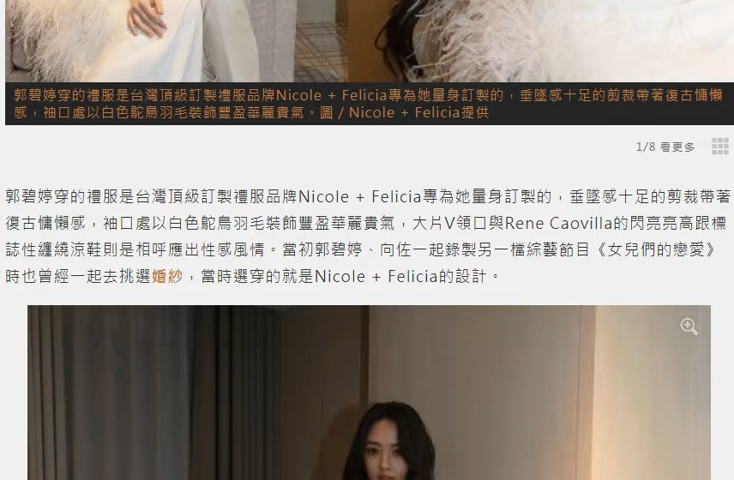 郭碧婷穿的禮服是台灣頂級訂製禮服品牌Nicole + Felicia專為她量身訂製的，垂墜感十足的剪裁帶著復古慵懶
感，袖口處以白色鴕鳥羽毛裝飾豐盈華麗貴氣。圖 / Nicole + Felicia提供
1/8 看更多
郭碧婷穿的禮服是台灣頂級訂製禮服品牌Nicole + Felicia專為她量身訂製的，垂墜感十足的剪裁帶著
復古慵懶感，袖口處以白色鴕鳥羽毛裝飾豐盈華麗貴氣，大片V領口與Rene Caovilla的閃亮亮高跟標
誌性纏繞涼鞋則是相呼應出性感風情。當初郭碧婷、向佐一起錄製另一檔綜藝節目《女兒們的戀愛》
時也曾經一起去挑選婚紗，當時選穿的就是Nicole + Felicia的設計。